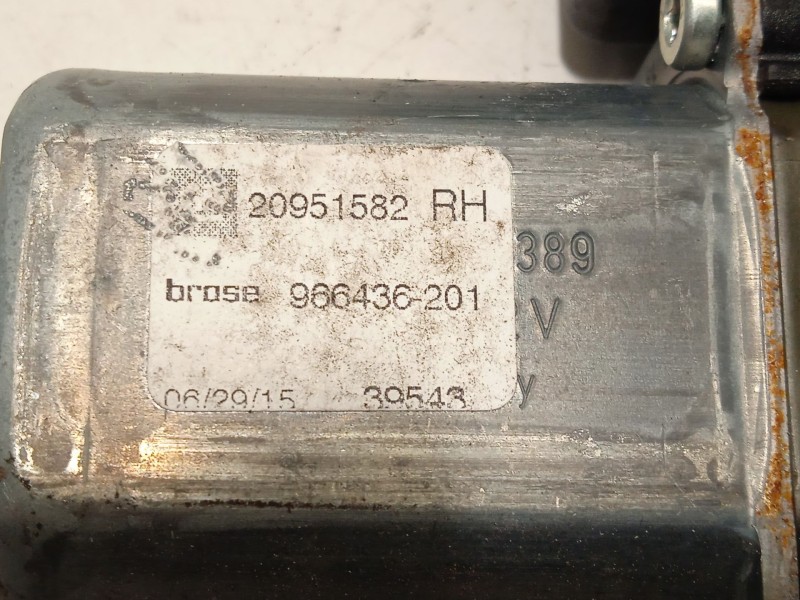 20951582 RH
389
brose 966436-201
V
06/29/15 39543
y